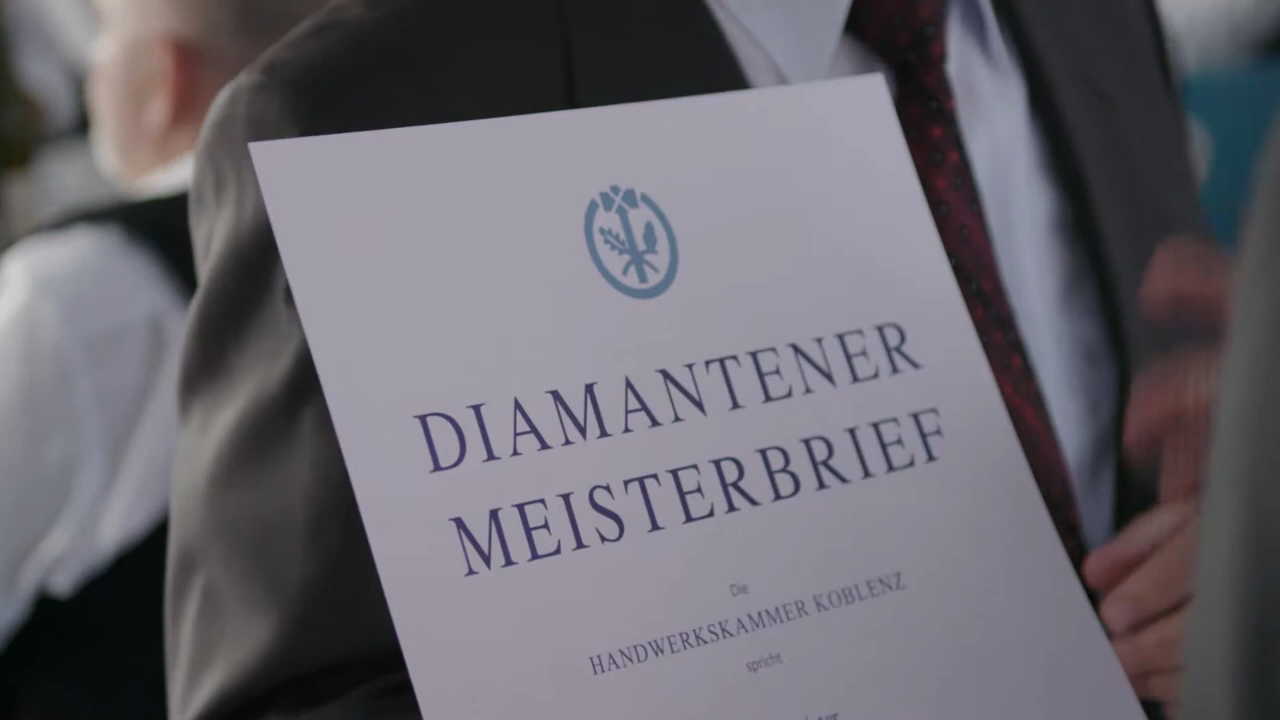 DIAMANTENER
MEISTERBRIEF
Die
HANDWERKSKAMMER KOBLENZ
spricht